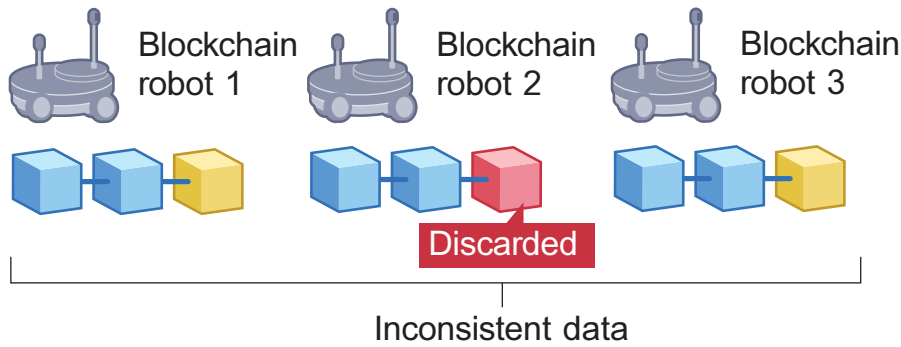 Blockchain
robot 1
Blockchain
robot 2
Blockchain
robot 3
Discarded
Inconsistent data